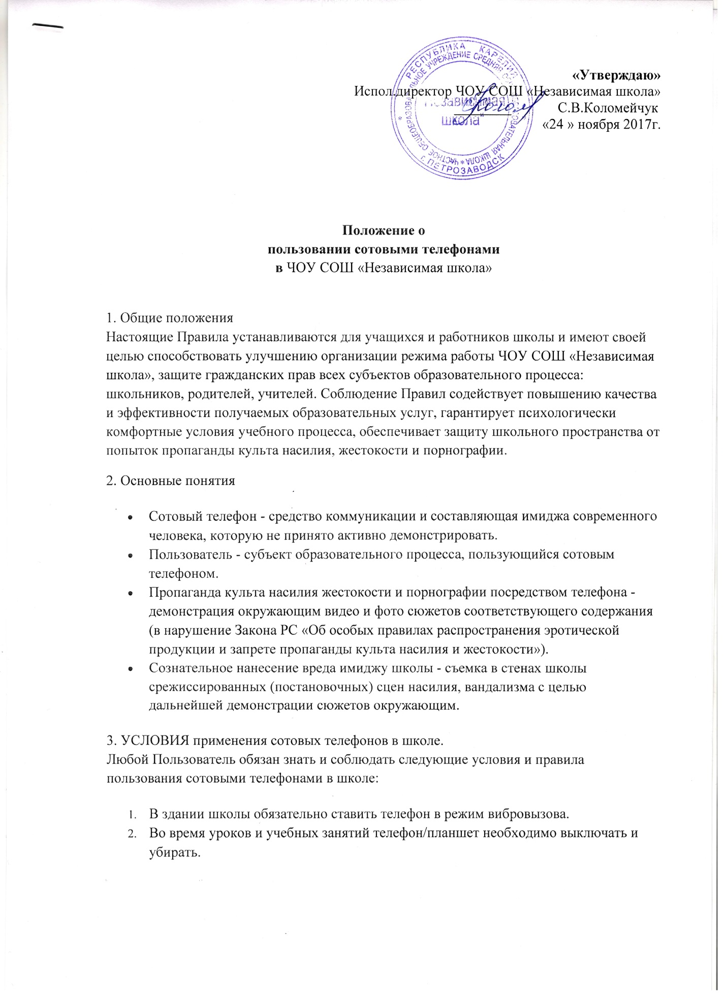 «Утверждаю»
Испол.директор ЧОУ СОШ «Независимая школа»
С.В.Коломейчук
«24 » ноября 2017г.
РЕСПУБЛИКА КАРЕЛИЯ
г. ПЕТРОЗАВОДСК
ЧАСТНОЕ ОБЩЕОБРАЗОВАТЕЛЬНОЕ УЧРЕЖДЕНИЕ СРЕДНЯЯ
ШКОЛА
Независимая
школа"
Положение о
пользовании сотовыми телефонами
в ЧОУ СОШ «Независимая школа»
1. Общие положения
Настоящие Правила устанавливаются для учащихся и работников школы и имеют своей
целью способствовать улучшению организации режима работы ЧОУ СОШ «Независимая
школа», защите гражданских прав всех субъектов образовательного процесса:
школьников, родителей, учителей. Соблюдение Правил содействует повышению качества
и эффективности получаемых образовательных услуг, гарантирует психологически
комфортные условия учебного процесса, обеспечивает защиту школьного пространства от
попыток пропаганды культа насилия, жестокости и порнографии.
2. Основные понятия
• Сотовый телефон - средство коммуникации и составляющая имиджа современного
человека, которую не принято активно демонстрировать.
• Пользователь - субъект образовательного процесса, пользующийся сотовым
телефоном.
• Пропаганда культа насилия жестокости и порнографии посредством телефона -
демонстрация окружающим видео и фото сюжетов соответствующего содержания
(в нарушение Закона РС «Об особых правилах распространения эротической
продукции и запрете пропаганды культа насилия и жестокости»).
• Сознательное нанесение вреда имиджу школы - съемка в стенах школы
срежиссированных (постановочных) сцен насилия, вандализма с целью
дальнейшей демонстрации сюжетов окружающим.
3. УСЛОВИЯ применения сотовых телефонов в школе.
Любой Пользователь обязан знать и соблюдать следующие условия и правила
пользования сотовыми телефонами в школе:
1. В здании школы обязательно ставить телефон в режим вибровызова.
2. Во время уроков и учебных занятий телефон/планшет необходимо выключать и
убирать.